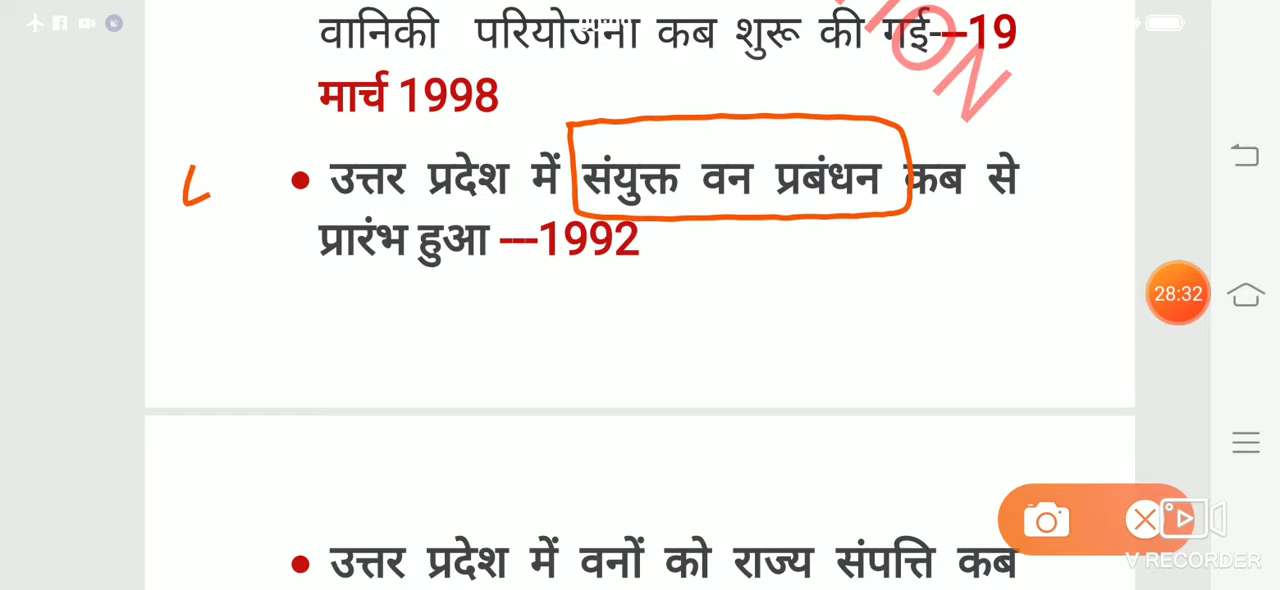 वानिकी परियोजना कब शुरू की गई---19
मार्च 1998
TION
• उत्तर प्रदेश में संयुक्त वन प्रबंधन कब से
प्रारंभ हुआ ---1992
28:32
• उत्तर प्रदेश में वनों को राज्य संपत्ति कब
V RECORDER